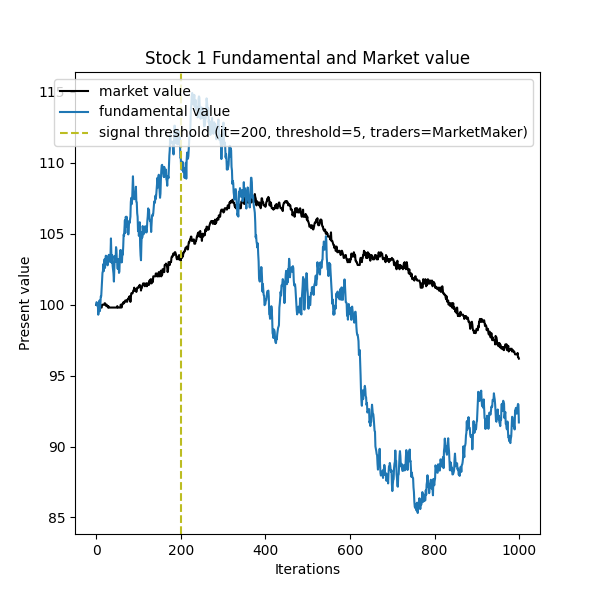 Stock 1 Fundamental and Market value
market value
fundamental value
signal threshold (it=200, threshold=5, traders=MarketMaker)
115
110
105
100
95
90
85
Present value
0 200 400 600 800 1000
Iterations